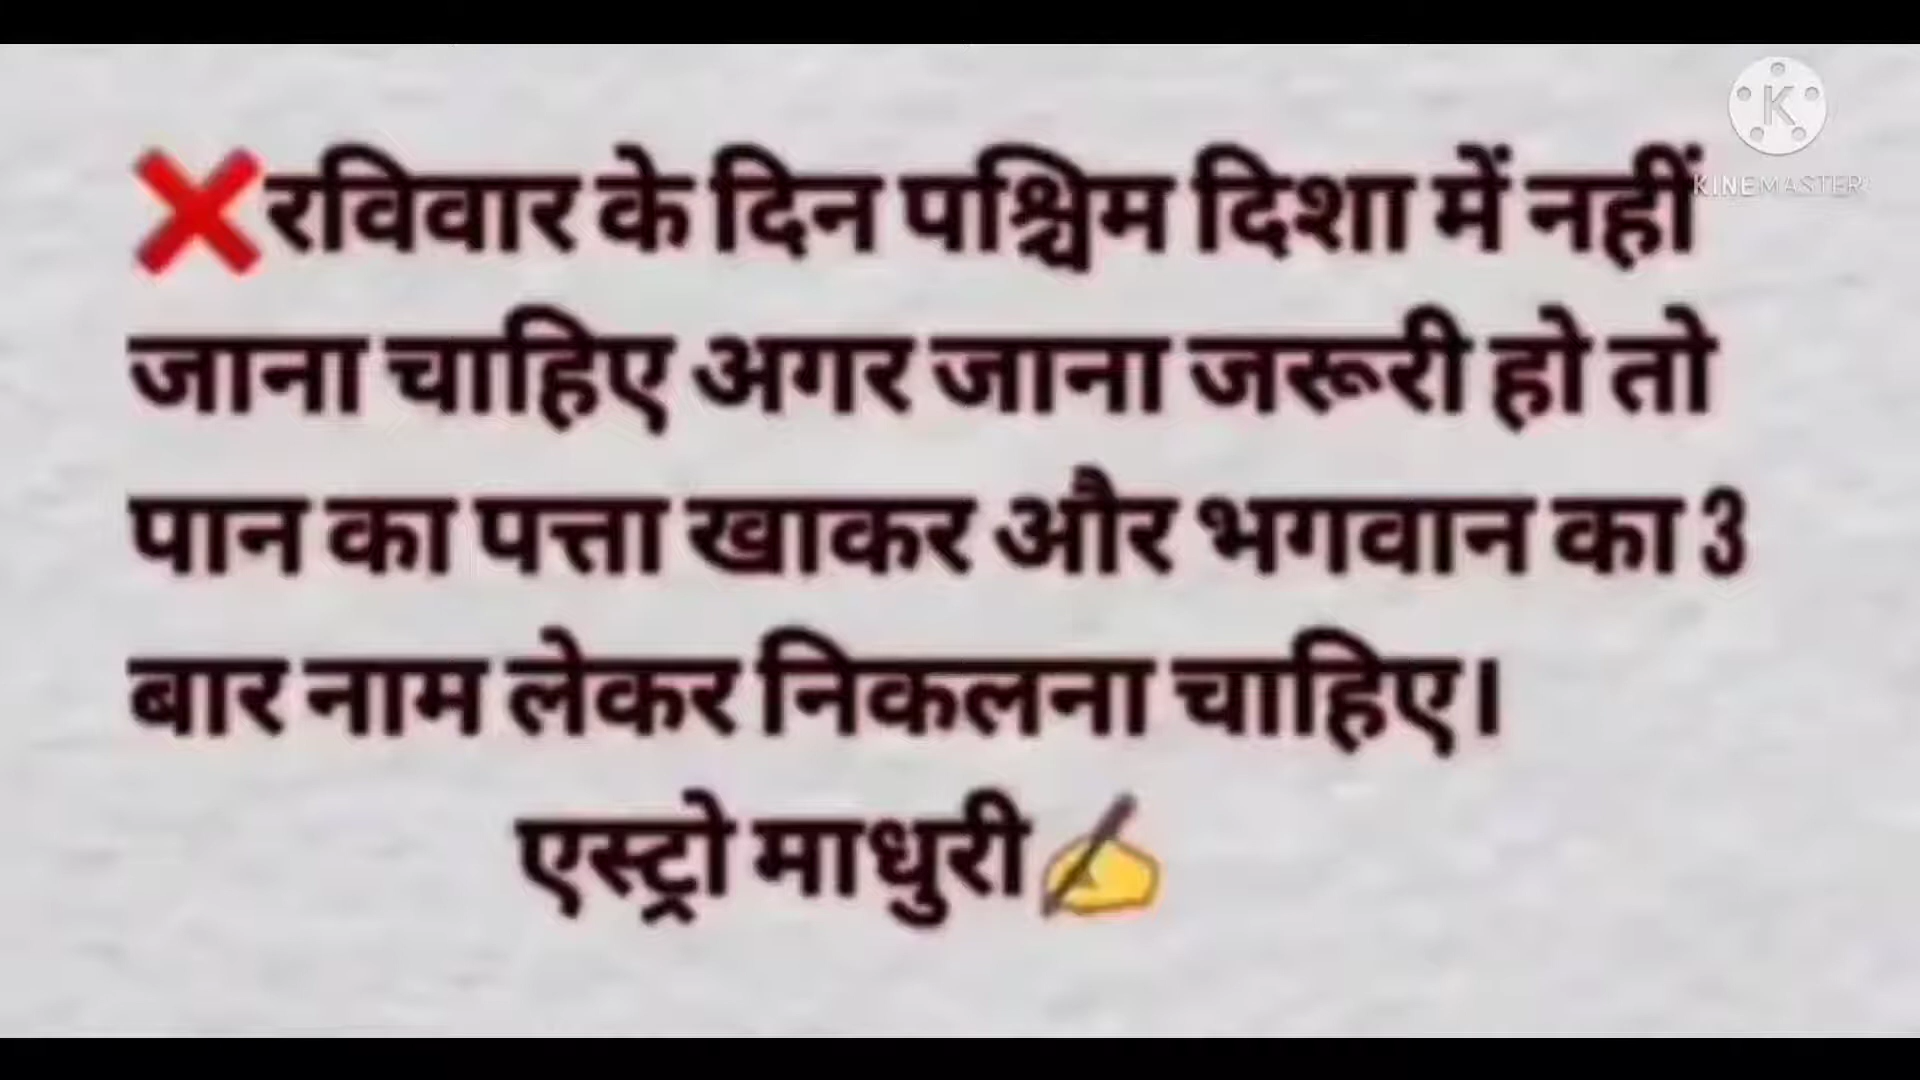 ❌रविवार के दिन पश्चिम दिशा में नहीं
जाना चाहिए अगर जाना जरूरी हो तो
पान का पत्ता खाकर और भगवान का 3
बार नाम लेकर निकलना चाहिए।
एस्ट्रो माधुरी✍️
K
KINEMASTER